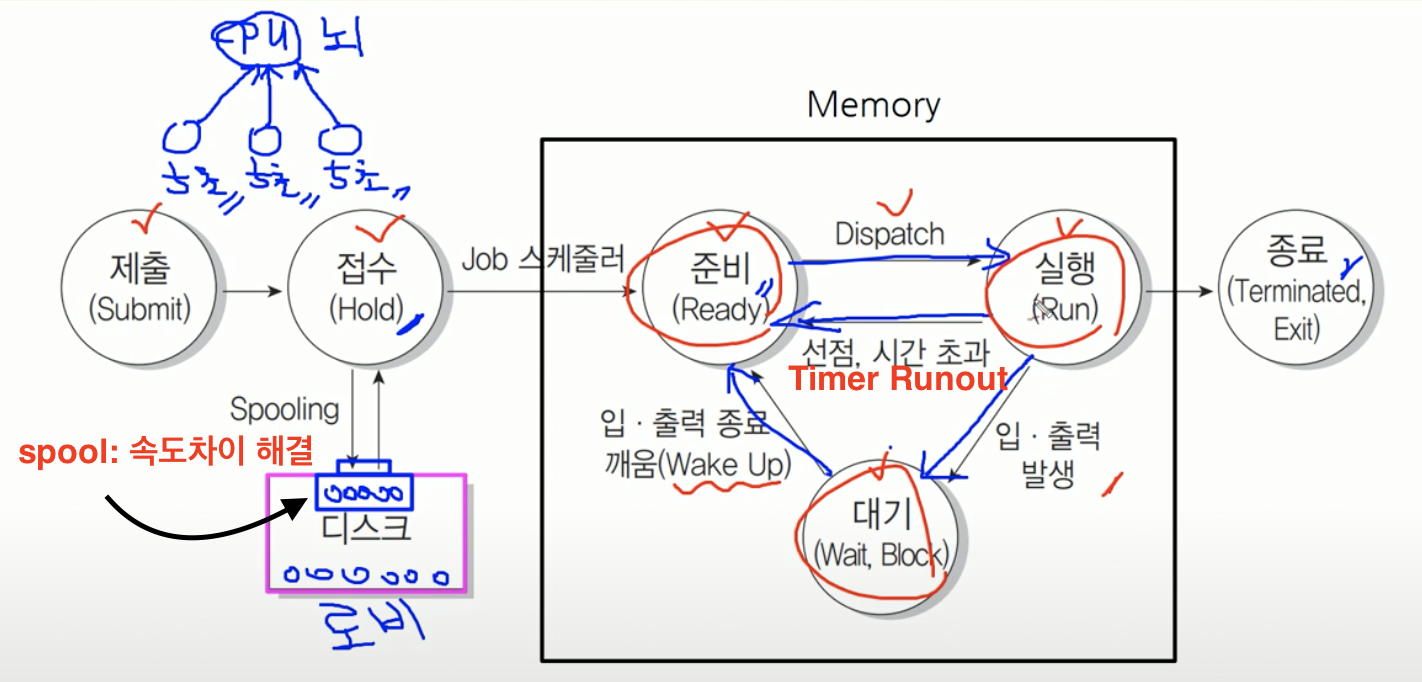 CPU 뇌
5초 5초 5초
Memory
제출
(Submit)
접수
(Hold)
Job 스케줄러
준비
(Ready)
Dispatch
실행
(Run)
종료
(Terminated,
Exit)
선점, 시간 초과
Timer Runout
Spooling
spool: 속도차이 해결
입·출력 종료
깨움(Wake Up)
입·출력
발생
디스크
대기
(Wait, Block)
로비